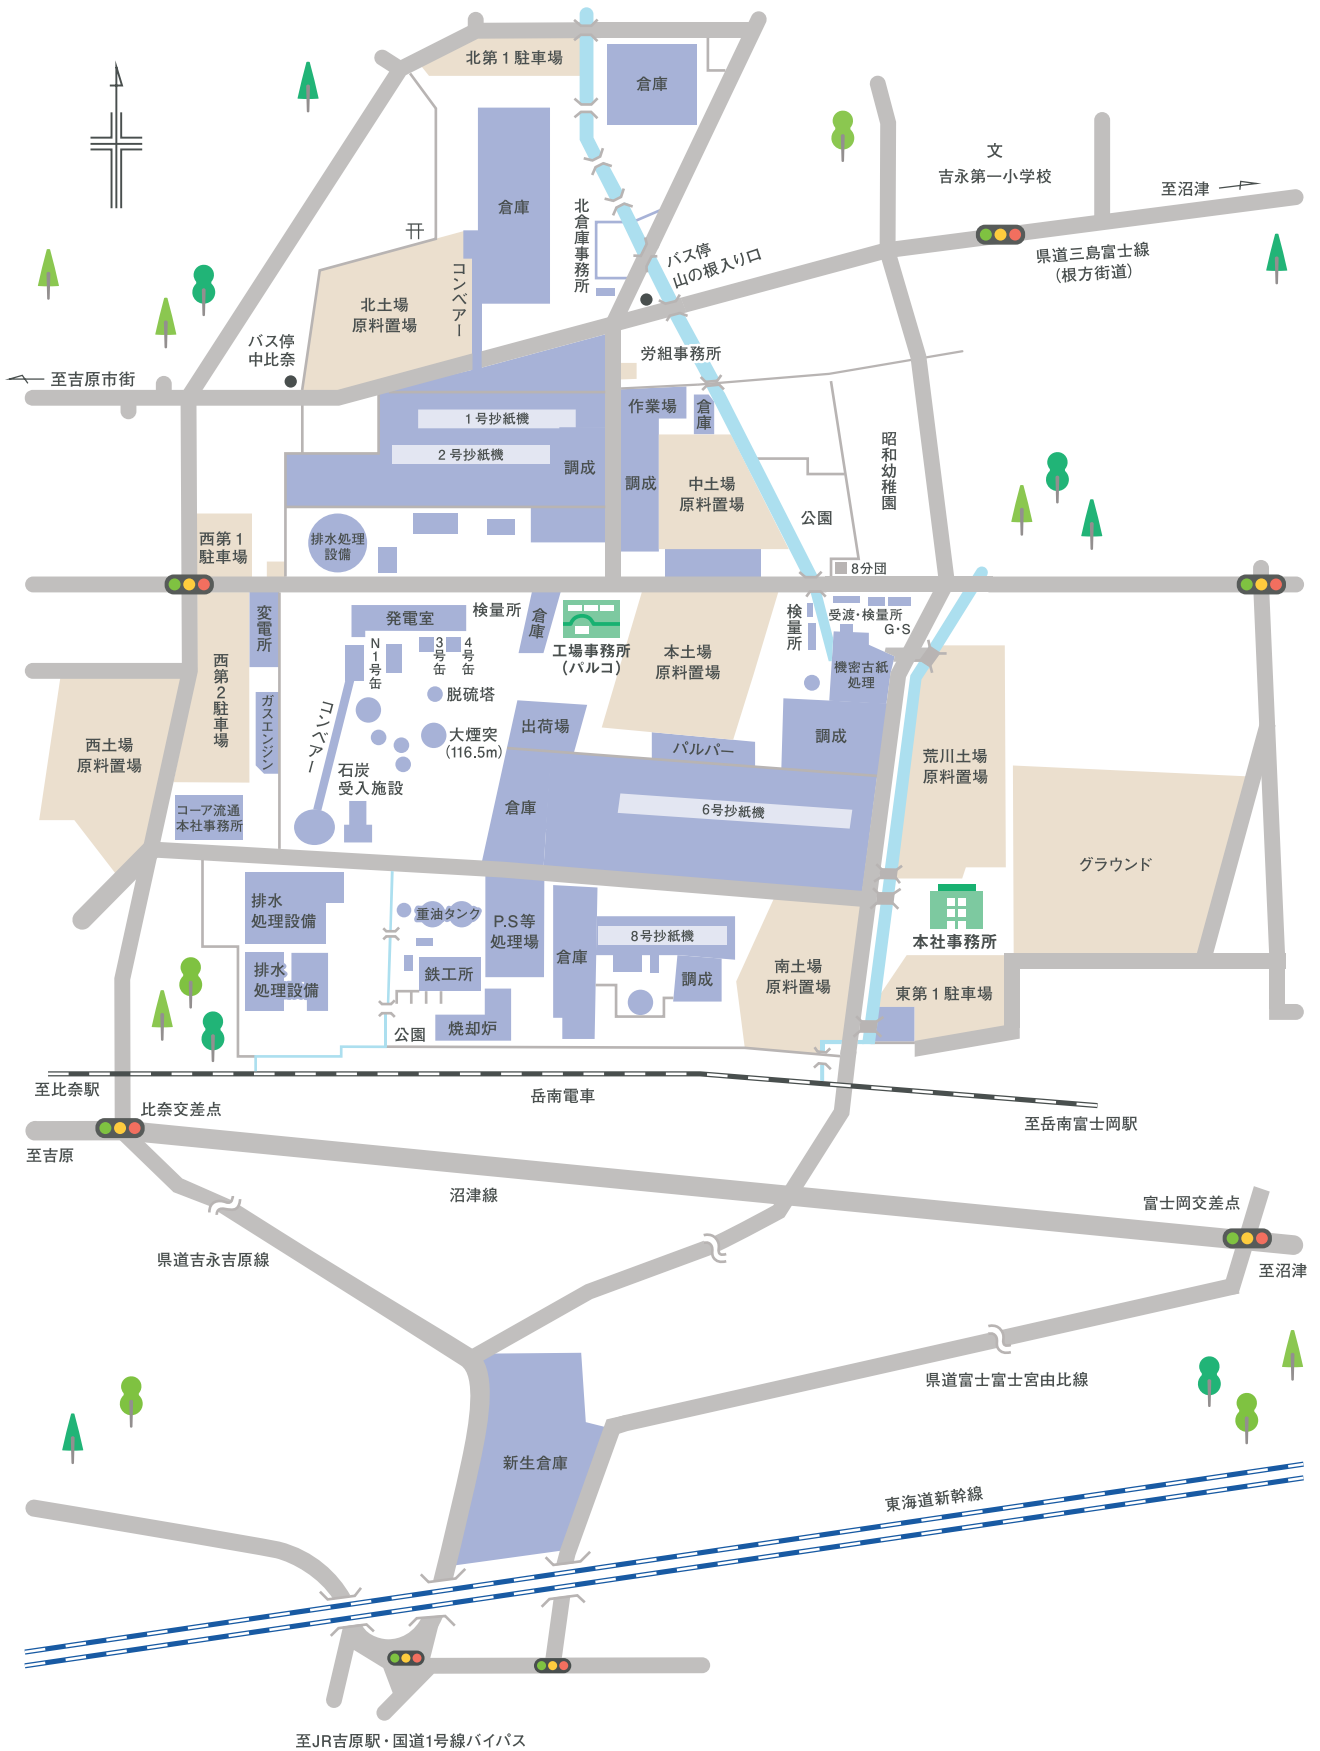 北第1駐車場
倉庫
文
吉永第一小学校
至沼津
倉庫
北倉庫事務所
バス停
山の根入り口
県道三島富士線
(根方街道)
コンベアー
北土場
原料置場
バス停
中比奈
労組事務所
至吉原市街
1号抄紙機
作業場
倉庫
2号抄紙機
調成
調成
中土場
原料置場
昭和幼稚園
公園
西第1
駐車場
排水処理
設備
8分団
変電所
発電室
検量所
倉庫
工場事務所
(パルコ)
検量所
受渡・検量所
G・S
N1号缶
3号缶
4号缶
本土場
原料置場
機密古紙
処理
西第2駐車場
ガスエンジン
コンベアー
脱硫塔
大煙突
(116.5m)
出荷場
パルパー
調成
西土場
原料置場
石炭
受入施設
荒川土場
原料置場
コーア流通
本社事務所
倉庫
6号抄紙機
グラウンド
排水
処理設備
重油タンク
P.S等
処理場
倉庫
8号抄紙機
本社事務所
排水
処理設備
鉄工所
調成
南土場
原料置場
東第1駐車場
公園
焼却炉
至比奈駅
岳南電車
比奈交差点
至岳南富士岡駅
至吉原
沼津線
富士岡交差点
県道吉永吉原線
至沼津
県道富士富士宮由比線
新生倉庫
東海道新幹線
至JR吉原駅・国道1号線バイパス